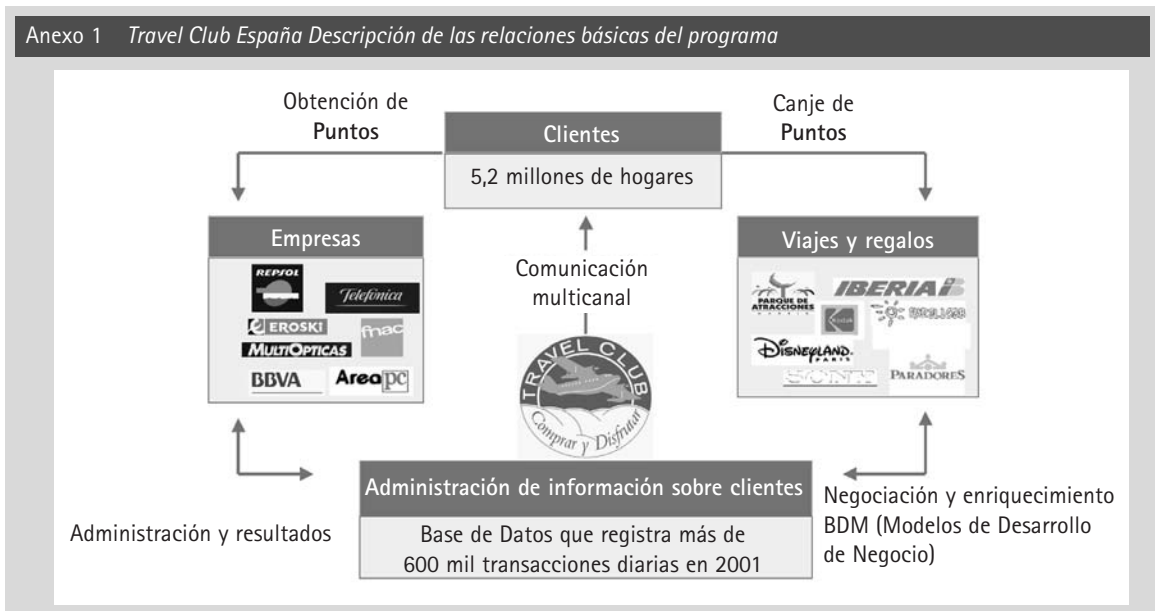 Anexo 1 Travel Club España Descripción de las relaciones básicas del programa
Obtención de
Puntos
Canje de
Puntos
Clientes
5,2 millones de hogares
Empresas
REPSOL
Telefónica
EROSKI
fnac
MULTIOPTICAS
BBVA
Areapc
Comunicación
multicanal
TRAVEL CLUB
Comprar y Disfrutar
Viajes y regalos
PARQUE DE
ATRACCIONES
MADRID
IBERIA
Kodak
DISNEYLAND
PARIS
SONY
PARADORES
Administración y resultados
Administración de información sobre clientes
Base de Datos que registra más de
600 mil transacciones diarias en 2001
Negociación y enriquecimiento
BDM (Modelos de Desarrollo
de Negocio)